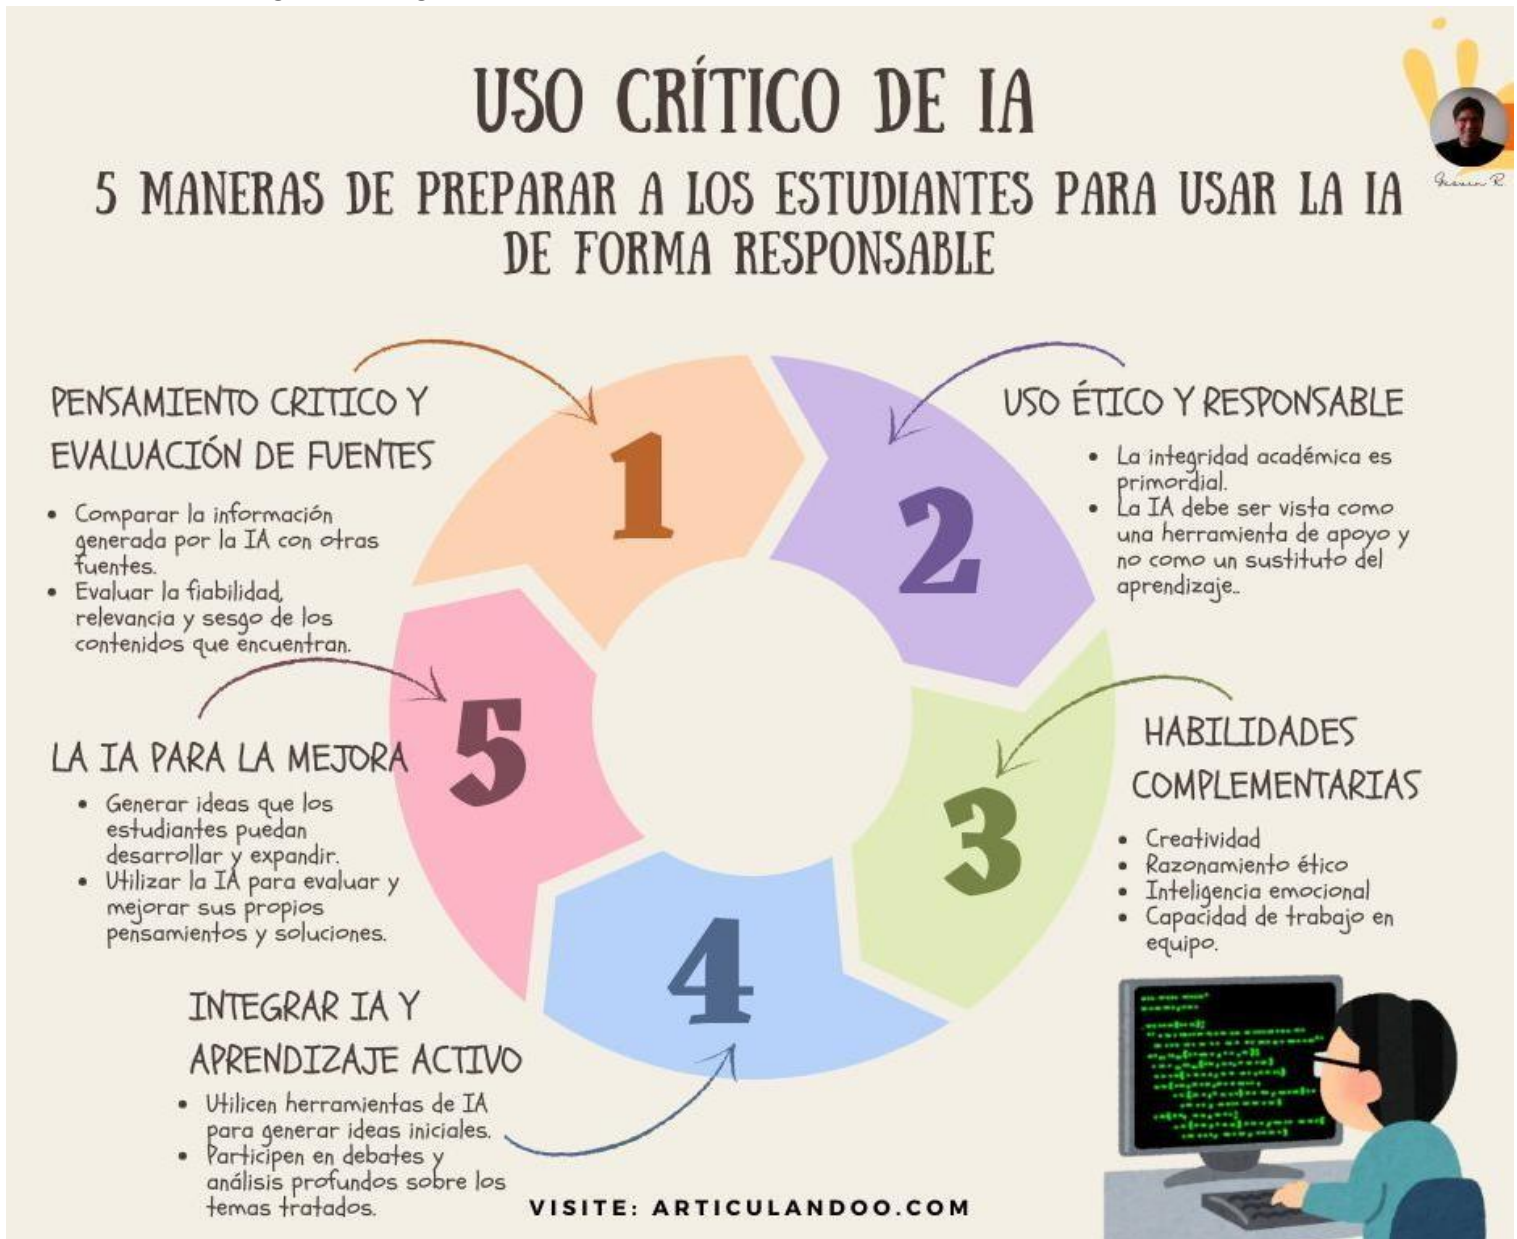 USO CRÍTICO DE IA
5 MANERAS DE PREPARAR A LOS ESTUDIANTES PARA USAR LA IA
DE FORMA RESPONSABLE
PENSAMIENTO CRITICO Y
EVALUACIÓN DE FUENTES
• Comparar la información
generada por la IA con otras
fuentes.
• Evaluar la fiabilidad,
relevancia y sesgo de los
contenidos que encuentran.
1
USO ÉTICO Y RESPONSABLE
• La integridad académica es
primordial.
• La IA debe ser vista como
una herramienta de apoyo y
no como un sustituto del
aprendizaje..
2
HABILIDADES
COMPLEMENTARIAS
• Creatividad
• Razonamiento ético
• Inteligencia emocional
• Capacidad de trabajo en
equipo.
3
INTEGRAR IA Y
APRENDIZAJE ACTIVO
• Utilicen herramientas de IA
para generar ideas iniciales.
• Participen en debates y
análisis profundos sobre los
temas tratados.
4
LA IA PARA LA MEJORA
• Generar ideas que los
estudiantes puedan
desarrollar y expandir.
• Utilizar la IA para evaluar y
mejorar sus propios
pensamientos y soluciones.
5
VISITE: ARTICULANDOO.COM